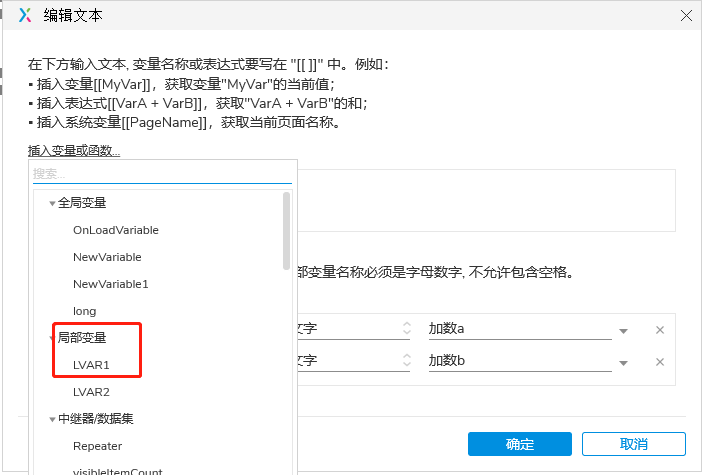 编辑文本
在下方输入文本, 变量名称或表达式要写在 "[[ ]]" 中。例如：
▪ 插入变量[[MyVar]]，获取变量"MyVar"的当前值；
▪ 插入表达式[[VarA + VarB]]，获取"VarA + VarB"的和；
▪ 插入系统变量[[PageName]]，获取当前页面名称。
插入变量或函数...
搜索...
全局变量
OnLoadVariable
NewVariable
NewVariable1
部变量名称必须是字母数字, 不允许包含空格。
long
文字 加数a
局部变量
LVAR1
文字 加数b
LVAR2
中继器/数据集
Repeater
确定 取消
visibleItemCount